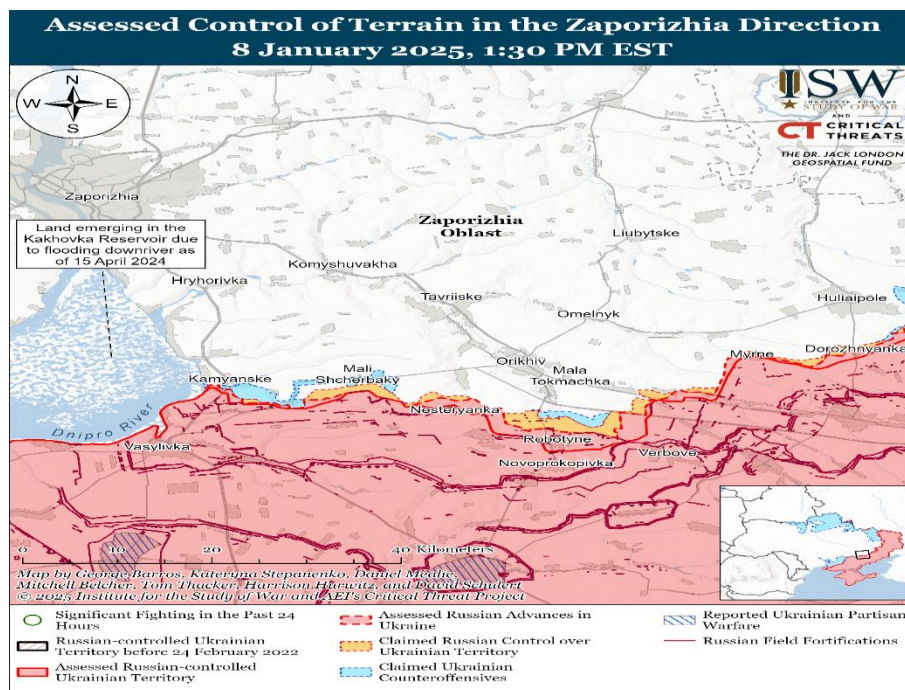 Assessed Control of Terrain in the Zaporizhia Direction
8 January 2025, 1:30 PM EST
N
W E
S
ISW
INSTITUTE FOR THE
STUDY OF WAR
AND
CT CRITICAL
THREATS
THE DR. JACK LONDON
GEOSPATIAL FUND
Zaporizhia
Land emerging in the
Kakhovka Reservoir due
to flooding downriver as
of 15 April 2024
Zaporizhia
Oblast
Liubytske
Komyshuvakha
Hryhorivka
Tavriiske
Huliaipole
Omelnyk
Orikhiv
Myrne
Dorozhnyanka
Kamyanske
Mali
Shcherbaky
Mala
Tokmachka
Nesteryanka
Dnipro River
Vasylivka
Robotyne
Verbove
Novoprokopivka
0 10 20 40 Kilometers
Map by George Barros, Kateryna Stepanenko, Daniel Mealie,
Mitchell Belcher, Tom Thacker, Harrison Hurwitz, and David Schulert
© 2025 Institute for the Study of War and AEI's Critical Threat Project
Significant Fighting in the Past 24
Hours
Russian-controlled Ukrainian
Territory before 24 February 2022
Assessed Russian-controlled
Ukrainian Territory
Assessed Russian Advances in
Ukraine
Claimed Russian Control over
Ukrainian Territory
Claimed Ukrainian
Counteroffensives
Reported Ukrainian Partisan
Warfare
Russian Field Fortifications